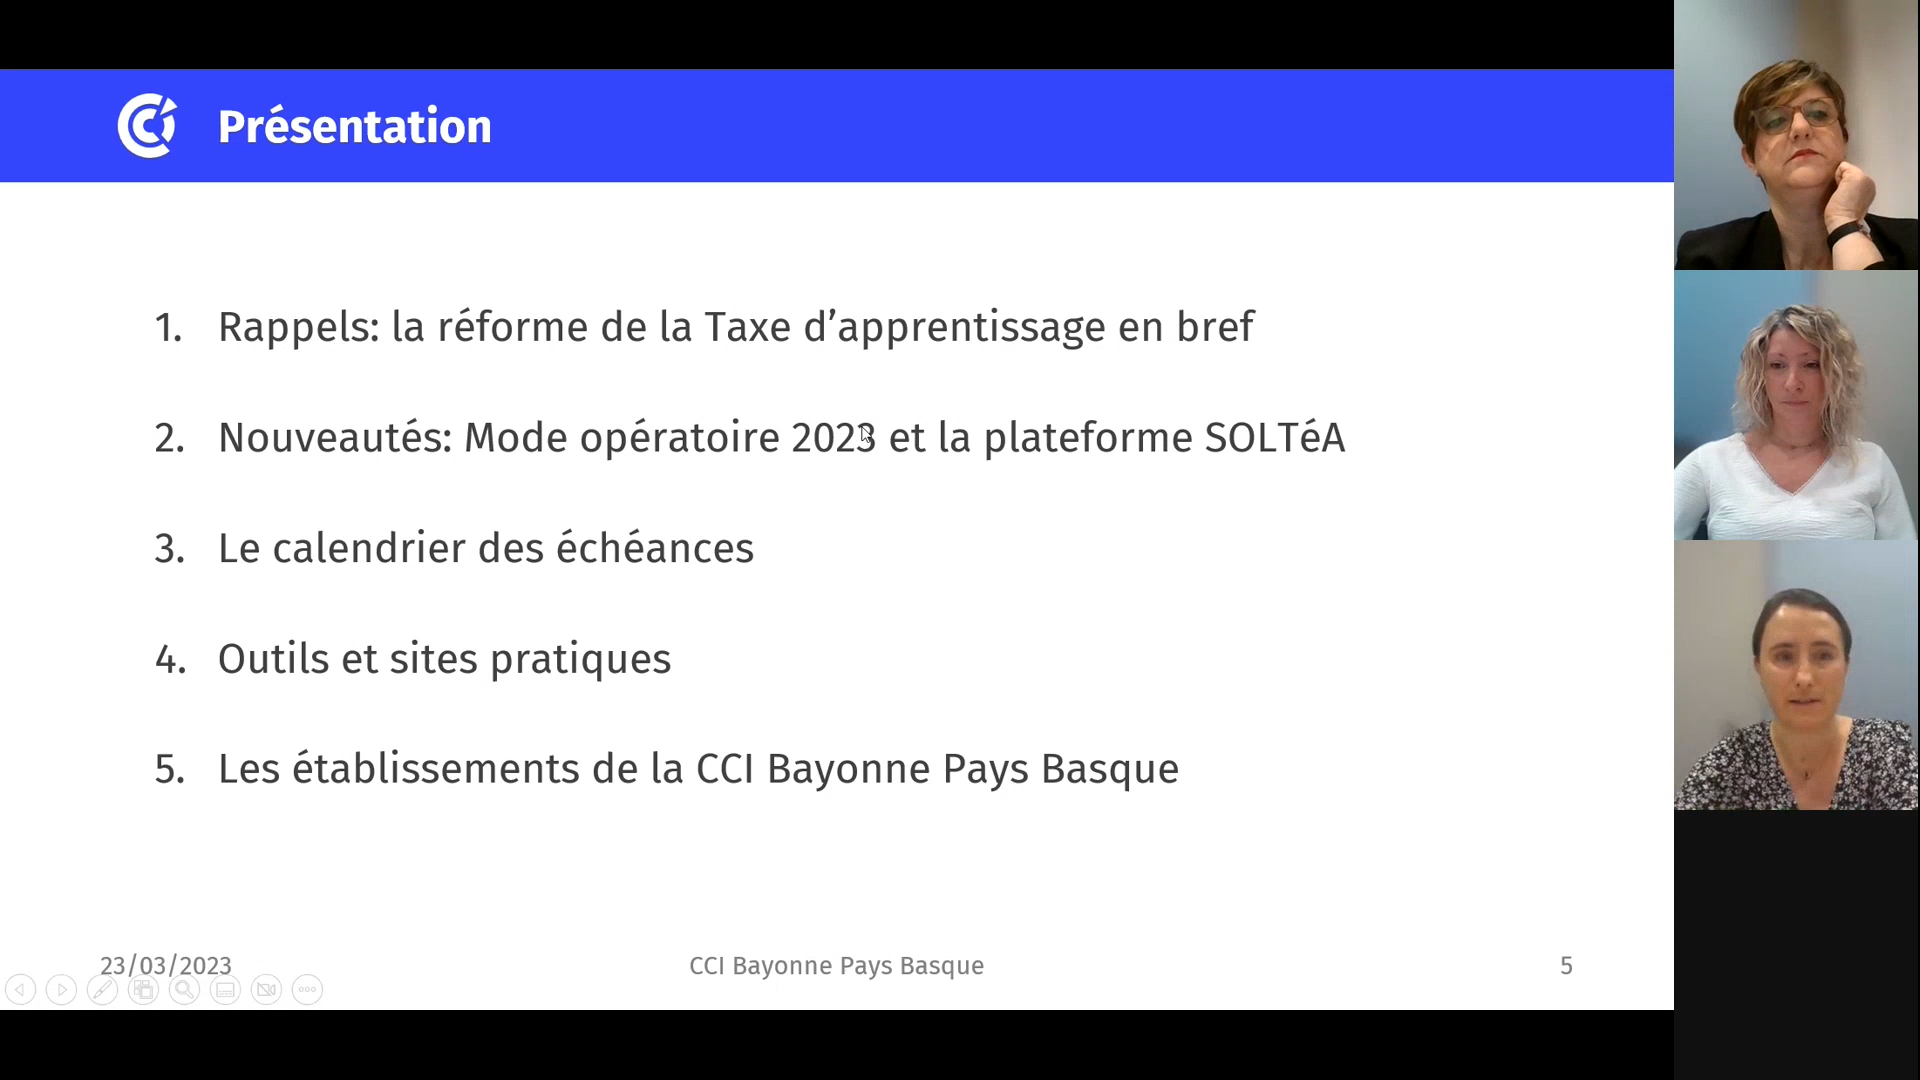 Présentation
1. Rappels: la réforme de la Taxe d’apprentissage en bref
2. Nouveautés: Mode opératoire 2023 et la plateforme SOLTéA
3. Le calendrier des échéances
4. Outils et sites pratiques
5. Les établissements de la CCI Bayonne Pays Basque
23/03/2023
CCI Bayonne Pays Basque
5